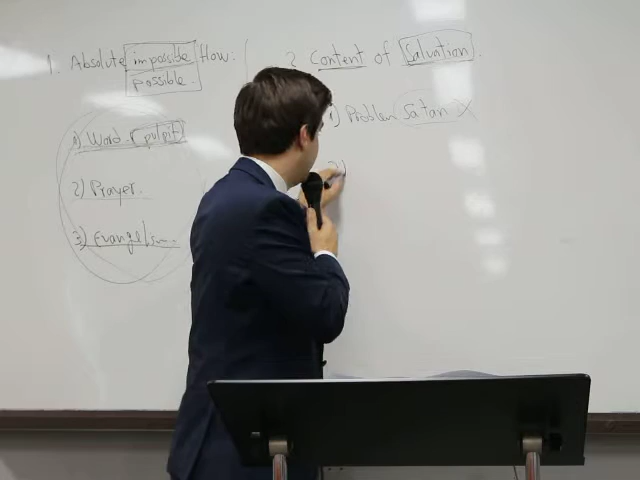 1. Absolute impossible How:
possible.
1) Word (pulpit)
2) Prayer.
3) Evangelism.
2. Content of Salvation.
1) Problem Satan X
2)